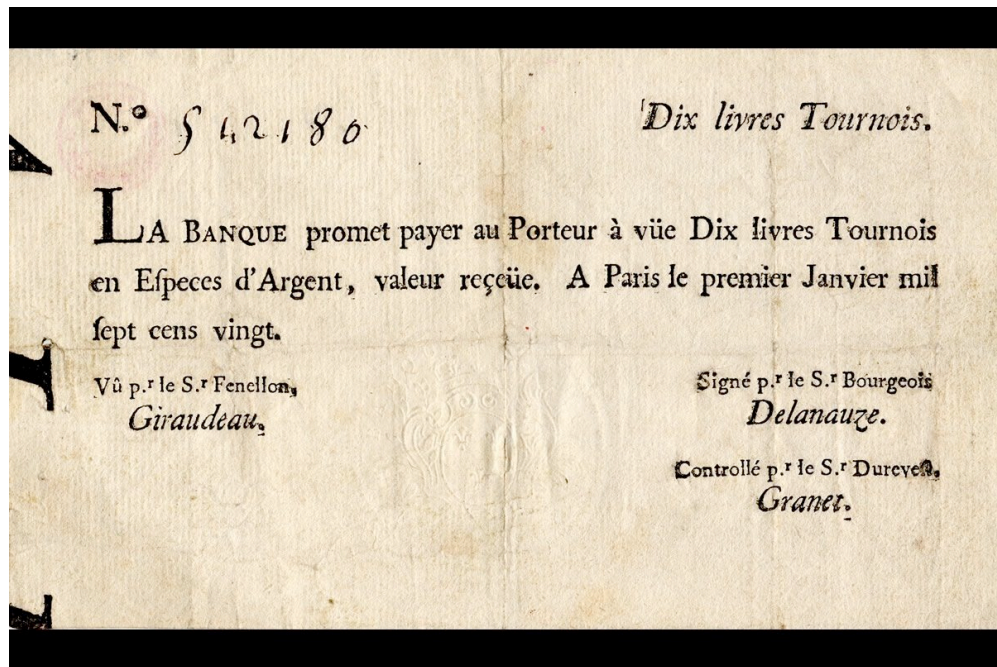 N.º 542180
Dix livres Tournois.
LA BANQUE promet payer au Porteur à vüe Dix livres Tournois
en Eſpeces d'Argent, valeur reçeüe. A Paris le premier Janvier mil
ſept cens vingt.
Vû p.r le S.r Fenellon,
Giraudeau.
Signé p.r le S.r Bourgeois
Delanauze.
Controllé p.r le S.r Durevest,
Granet.